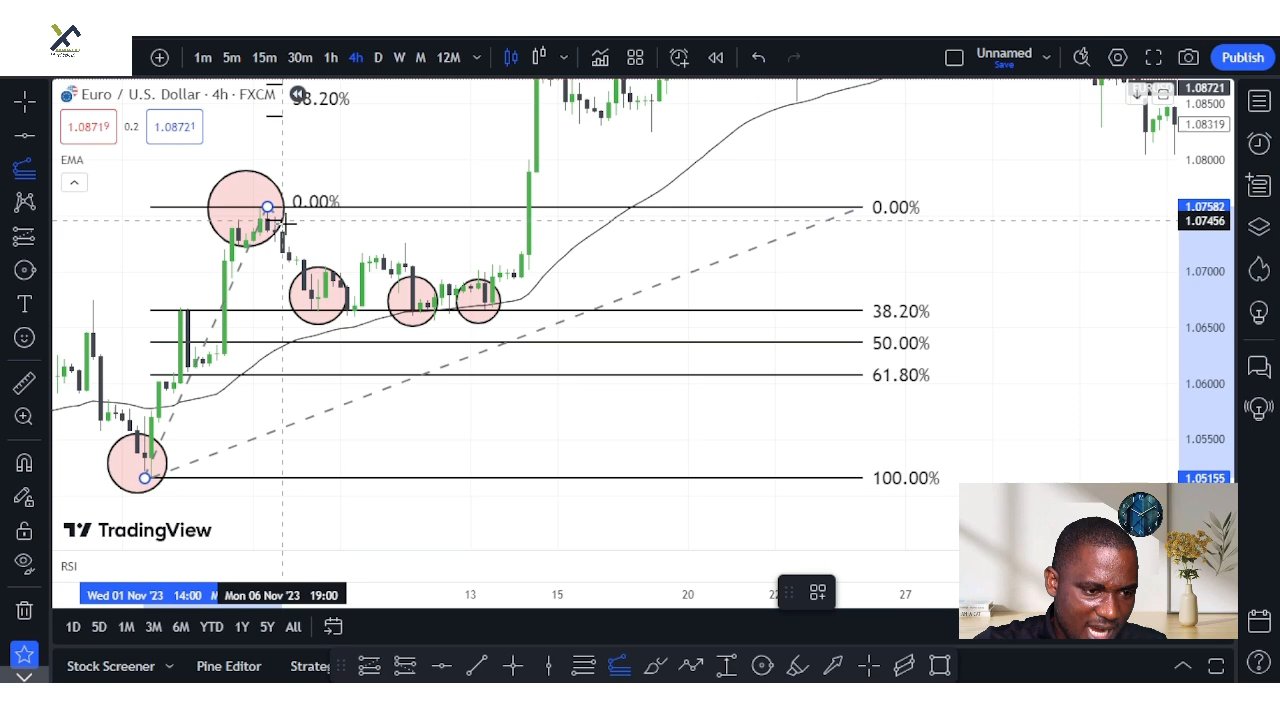 1m 5m 15m 30m 1h 4h D W M 12M
Unnamed
Save
Publish
Euro / U.S. Dollar · 4h · FXCM
1.08719 0.2 1.08721
EMA
0.00%
0.00%
38.20%
50.00%
61.80%
100.00%
1.08721
1.08500
1.08319
1.08000
1.07582
1.07456
1.07000
1.06500
1.06000
1.05500
1.05155
TradingView
RSI
Wed 01 Nov '23 14:00 Mon 06 Nov '23 19:00 13 15 20 27
1D 5D 1M 3M 6M YTD 1Y 5Y All
Stock Screener Pine Editor